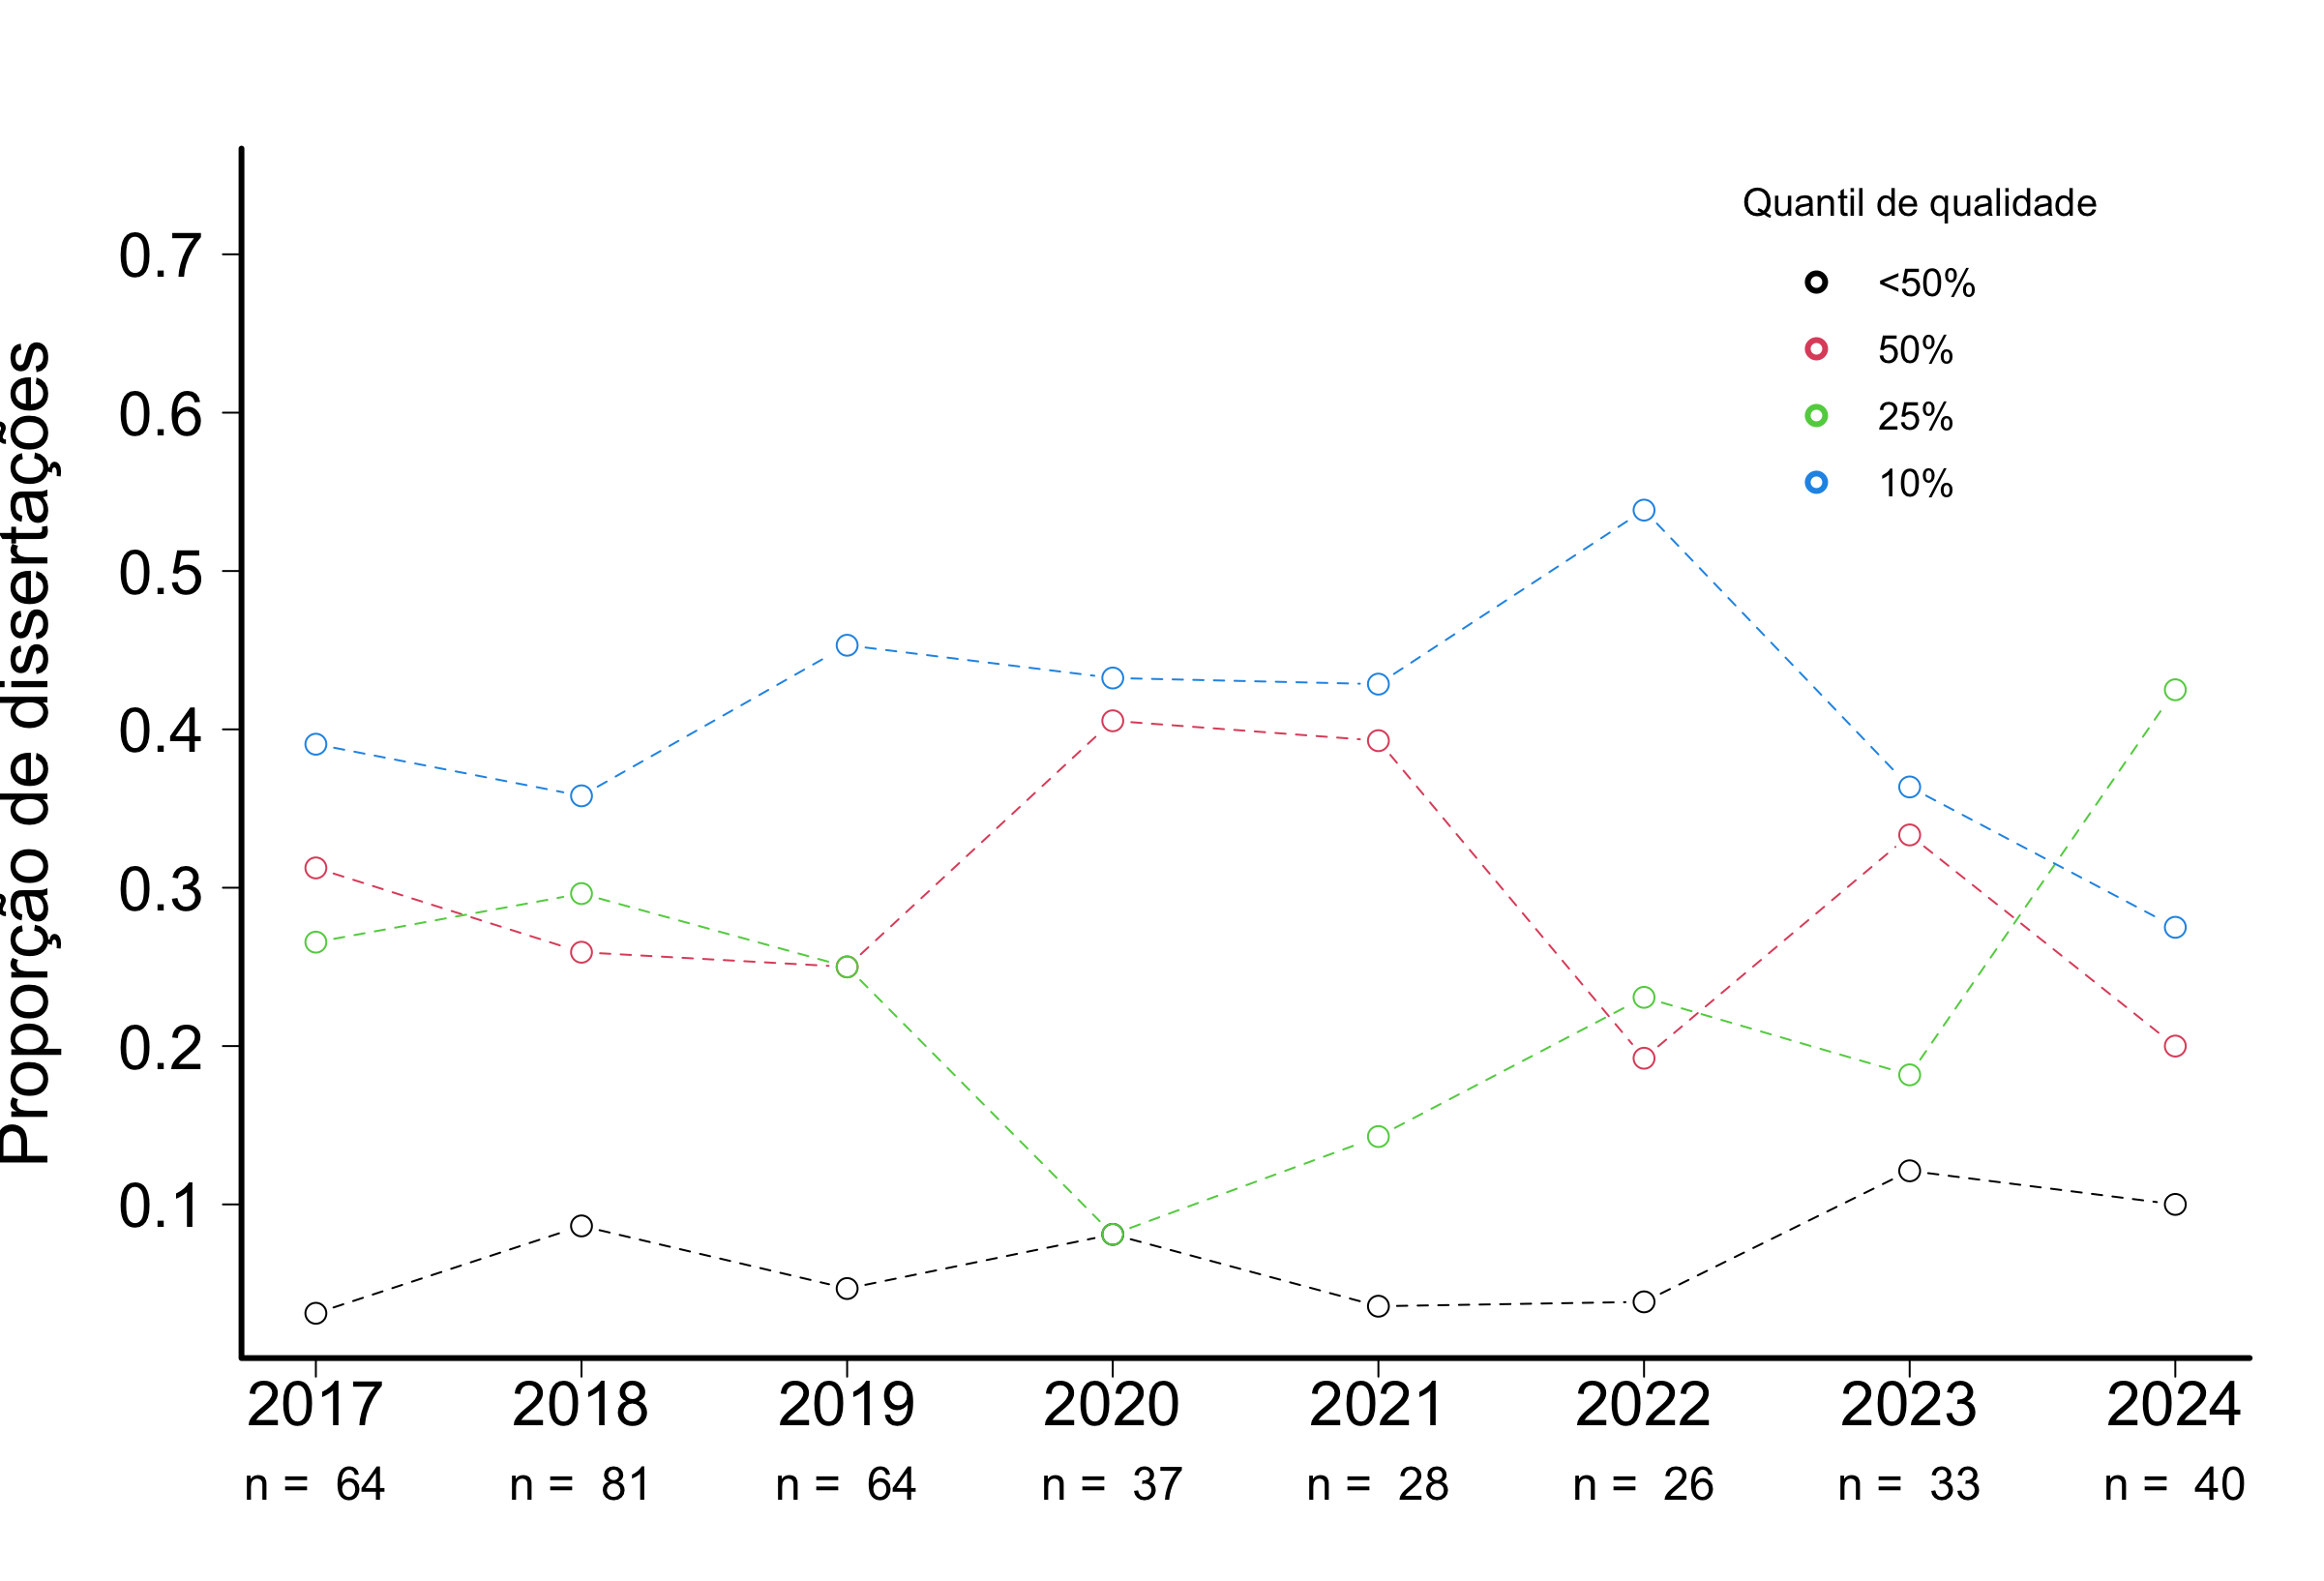 Proporção de dissertações
0.7
0.6
0.5
0.4
0.3
0.2
0.1
Quantil de qualidade
<50%
50%
25%
10%
2017 2018 2019 2020 2021 2022 2023 2024
n = 64 n = 81 n = 64 n = 37 n = 28 n = 26 n = 33 n = 40